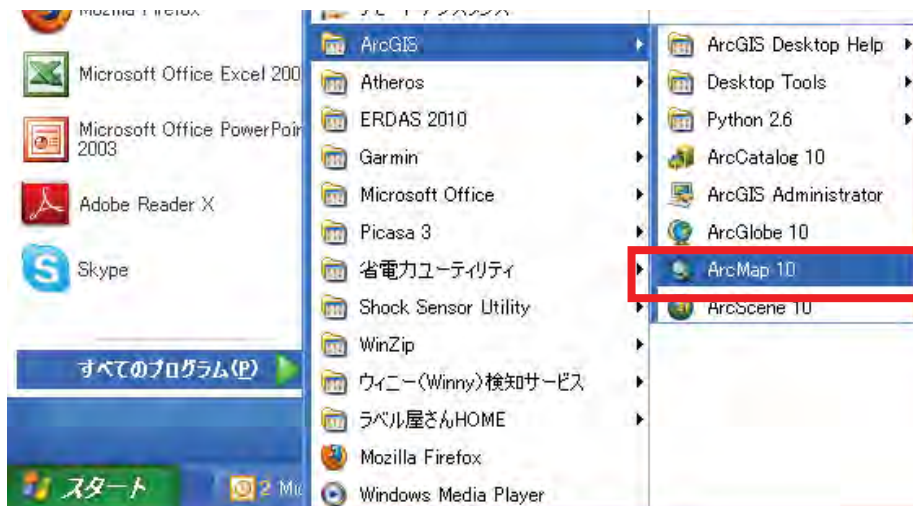 Mozilla Firefox
Microsoft Office Excel 200
Microsoft Office PowerPoin
2003
Adobe Reader X
Skype
すべてのプログラム(P)
スタート
2 Mi
ArcGIS
Atheros
ERDAS 2010
Garmin
Microsoft Office
Picasa 3
省電力ユーティリティ
Shock Sensor Utility
WinZip
ウィニー(Winny)検知サービス
ラベル屋さんHOME
Mozilla Firefox
Windows Media Player
ArcGIS Desktop Help
Desktop Tools
Python 2.6
ArcCatalog 10
ArcGIS Administrator
ArcGlobe 10
ArcMap 10
ArcScene 10